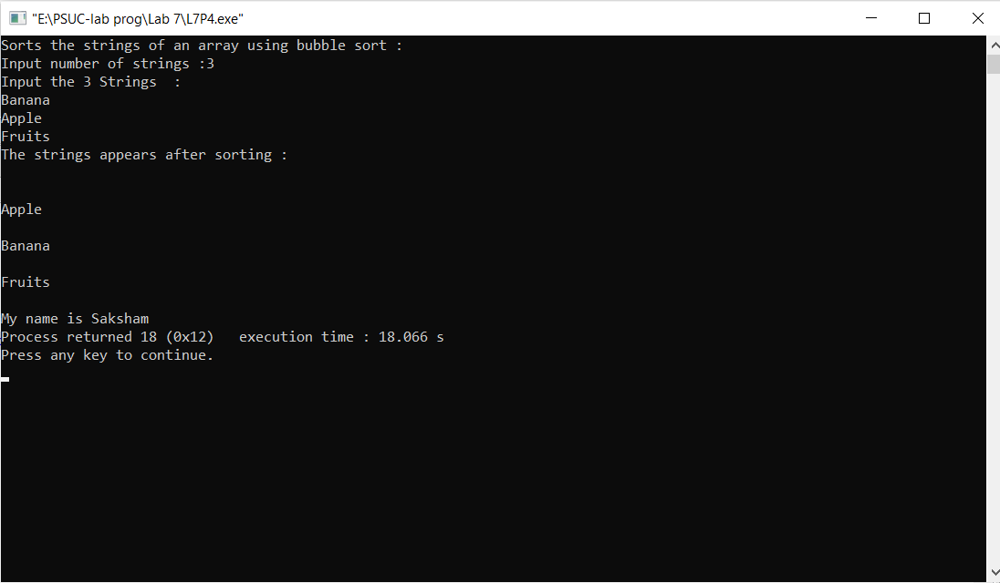 "E:\PSUC-lab prog\Lab 7\L7P4.exe"
Sorts the strings of an array using bubble sort :
Input number of strings :3
Input the 3 Strings  :
Banana
Apple
Fruits
The strings appears after sorting :
Apple
Banana
Fruits
My name is Saksham
Process returned 18 (0x12)   execution time : 18.066 s
Press any key to continue.